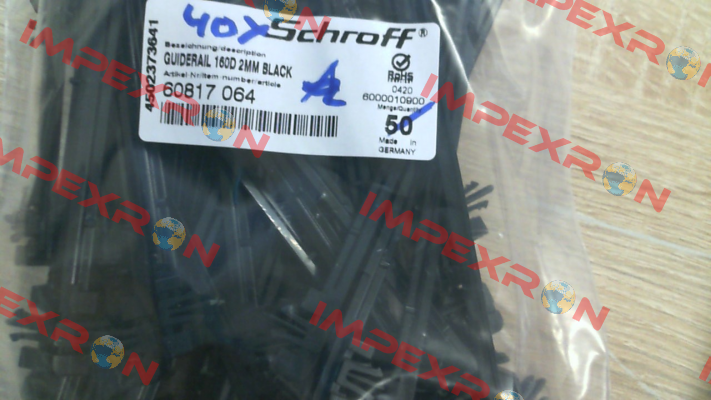 40x Schroff®
Bezeichnung/description
GUIDERAIL 160D 2MM BLACK
Artikel-Nr/item number/article
60817 064
4502373641
RoHS
0420
6000010900
Menge/Quantity
50
Made in
GERMANY
IMPEXRON
IMPEXRON
IMPEXRON
IMPEXRON
IMPEXRON
IMPEXRON